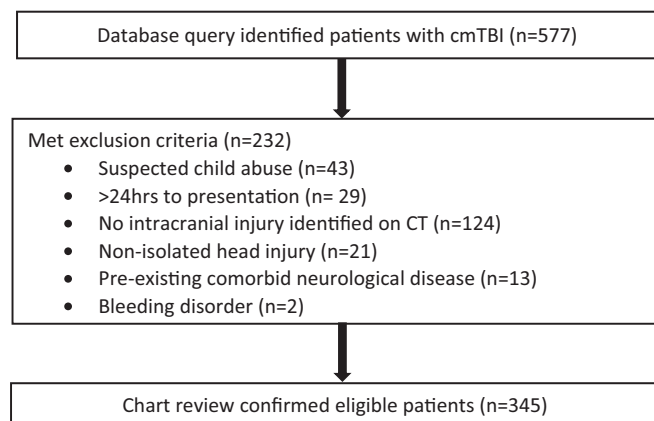 Database query identified patients with cmTBI (n=577)
Met exclusion criteria (n=232)
• Suspected child abuse (n=43)
• >24hrs to presentation (n= 29)
• No intracranial injury identified on CT (n=124)
• Non-isolated head injury (n=21)
• Pre-existing comorbid neurological disease (n=13)
• Bleeding disorder (n=2)
Chart review confirmed eligible patients (n=345)